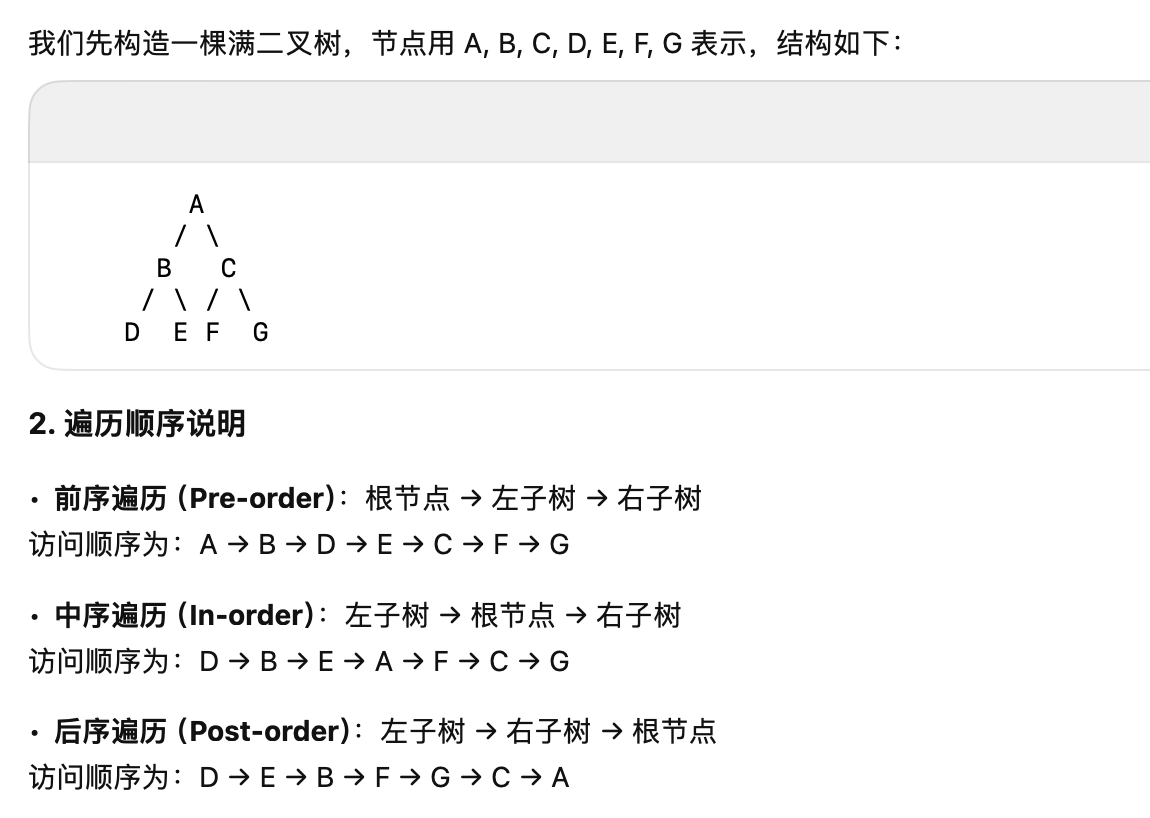 我们先构造一棵满二叉树，节点用 A, B, C, D, E, F, G 表示，结构如下：
A
/ \
B C
/ \ / \
D E F G
2. 遍历顺序说明
• 前序遍历（Pre-order）：根节点 → 左子树 → 右子树
访问顺序为：A → B → D → E → C → F → G
• 中序遍历（In-order）：左子树 → 根节点 → 右子树
访问顺序为：D → B → E → A → F → C → G
• 后序遍历（Post-order）：左子树 → 右子树 → 根节点
访问顺序为：D → E → B → F → G → C → A